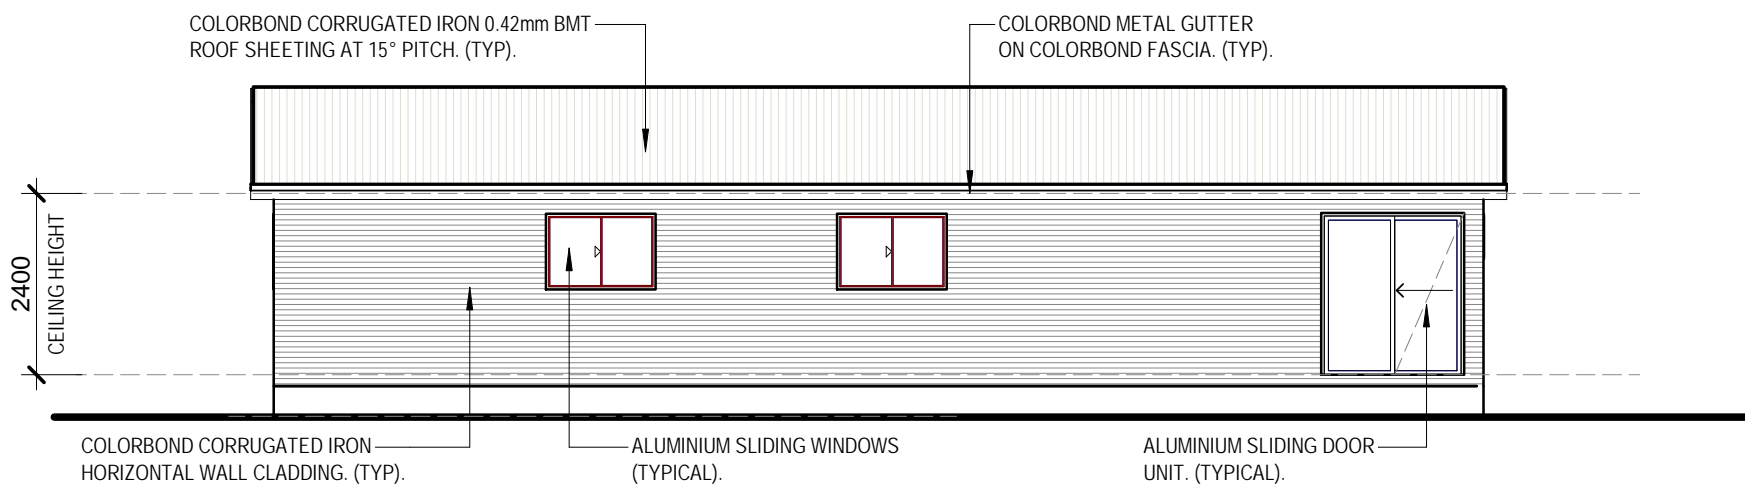 COLORBOND CORRUGATED IRON 0.42mm BMT
ROOF SHEETING AT 15° PITCH. (TYP).
COLORBOND METAL GUTTER
ON COLORBOND FASCIA. (TYP).
2400
CEILING HEIGHT
COLORBOND CORRUGATED IRON
HORIZONTAL WALL CLADDING. (TYP).
ALUMINIUM SLIDING WINDOWS
(TYPICAL).
ALUMINIUM SLIDING DOOR
UNIT. (TYPICAL).